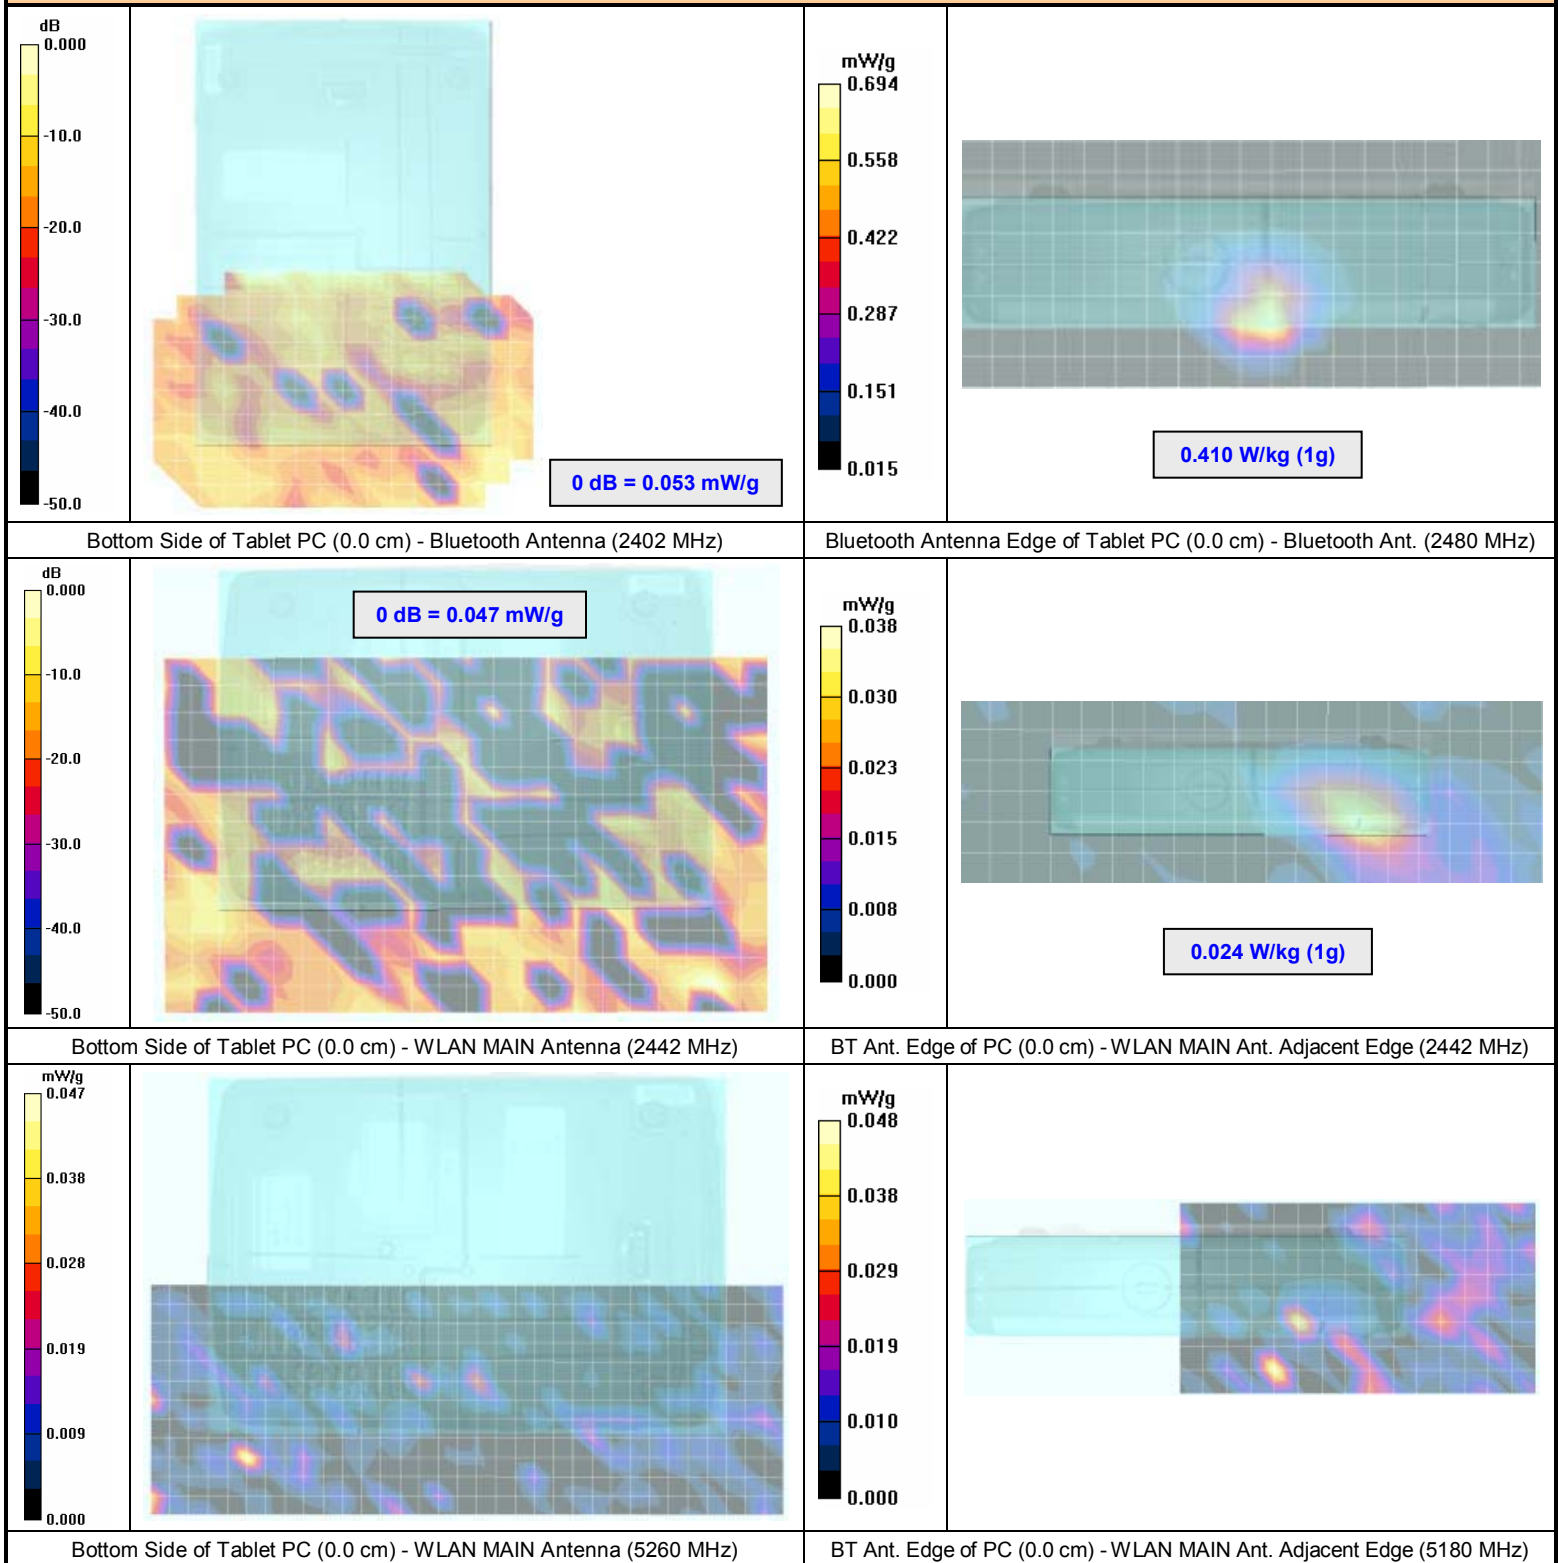 dB
0.000
-10.0
-20.0
-30.0
-40.0
-50.0
0 dB = 0.053 mW/g
mW/g
0.694
0.558
0.422
0.287
0.151
0.015
0.410 W/kg (1g)
Bottom Side of Tablet PC (0.0 cm) - Bluetooth Antenna (2402 MHz)
Bluetooth Antenna Edge of Tablet PC (0.0 cm) - Bluetooth Ant. (2480 MHz)
dB
0.000
-10.0
-20.0
-30.0
-40.0
-50.0
0 dB = 0.047 mW/g
mW/g
0.038
0.030
0.023
0.015
0.008
0.000
0.024 W/kg (1g)
Bottom Side of Tablet PC (0.0 cm) - WLAN MAIN Antenna (2442 MHz)
BT Ant. Edge of PC (0.0 cm) - WLAN MAIN Ant. Adjacent Edge (2442 MHz)
mW/g
0.047
0.038
0.028
0.019
0.009
0.000
mW/g
0.048
0.038
0.029
0.019
0.010
0.000
Bottom Side of Tablet PC (0.0 cm) - WLAN MAIN Antenna (5260 MHz)
BT Ant. Edge of PC (0.0 cm) - WLAN MAIN Ant. Adjacent Edge (5180 MHz)